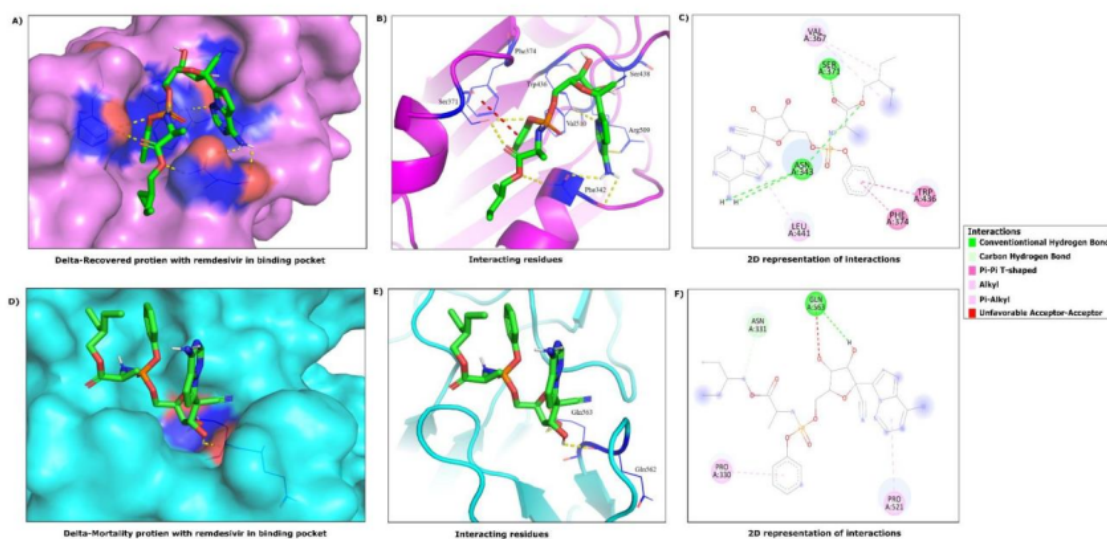 A)
B)
C)
Phe374
Ser371
Trp436
Ser438
Val510
Arg509
Phe342
VAL
A:367
SER
A:371
ASN
A:343
H H
LEU
A:441
TRP
A:436
PHE
A:374
Delta-Recovered protien with remdesivir in binding pocket
Interacting residues
2D representation of interactions
Interactions
Conventiontional Hydrogen Bond
Carbon Hydrogen Bond
Pi-Pi T-shaped
Alkyl
Pi-Alkyl
Unfavorable Acceptor-Acceptor
D)
E)
F)
Gln563
Gln562
GLN
A:563
ASN
A:331
H
PRO
A:330
PRO
A:521
Delta-Mortality protien with remdesivir in binding pocket
Interacting residues
2D representation of interactions